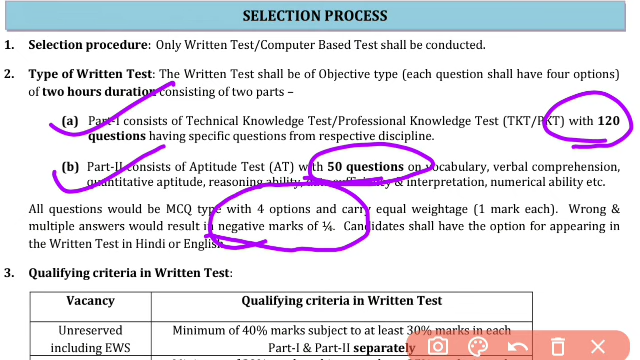 SELECTION PROCESS
1. Selection procedure: Only Written Test/Computer Based Test shall be conducted.
2. Type of Written Test: The Written Test shall be of Objective type (each question shall have four options)
of two hours duration consisting of two parts –
(a) Part-I consists of Technical Knowledge Test/Professional Knowledge Test (TKT/PKT) with 120
questions having specific questions from respective discipline.
(b) Part-II consists of Aptitude Test (AT) with 50 questions on vocabulary, verbal comprehension,
quantitative aptitude, reasoning ability, & interpretation, numerical ability etc.
All questions would be MCQ type with 4 options and carry equal weightage (1 mark each). Wrong &
multiple answers would result in negative marks of ¼. Candidates shall have the option for appearing in
the Written Test in Hindi or English.
3. Qualifying criteria in Written Test:
Vacancy Qualifying criteria in Written Test
Unreserved Minimum of 40% marks subject to at least 30% marks in each
including EWS Part-I & Part-II separately